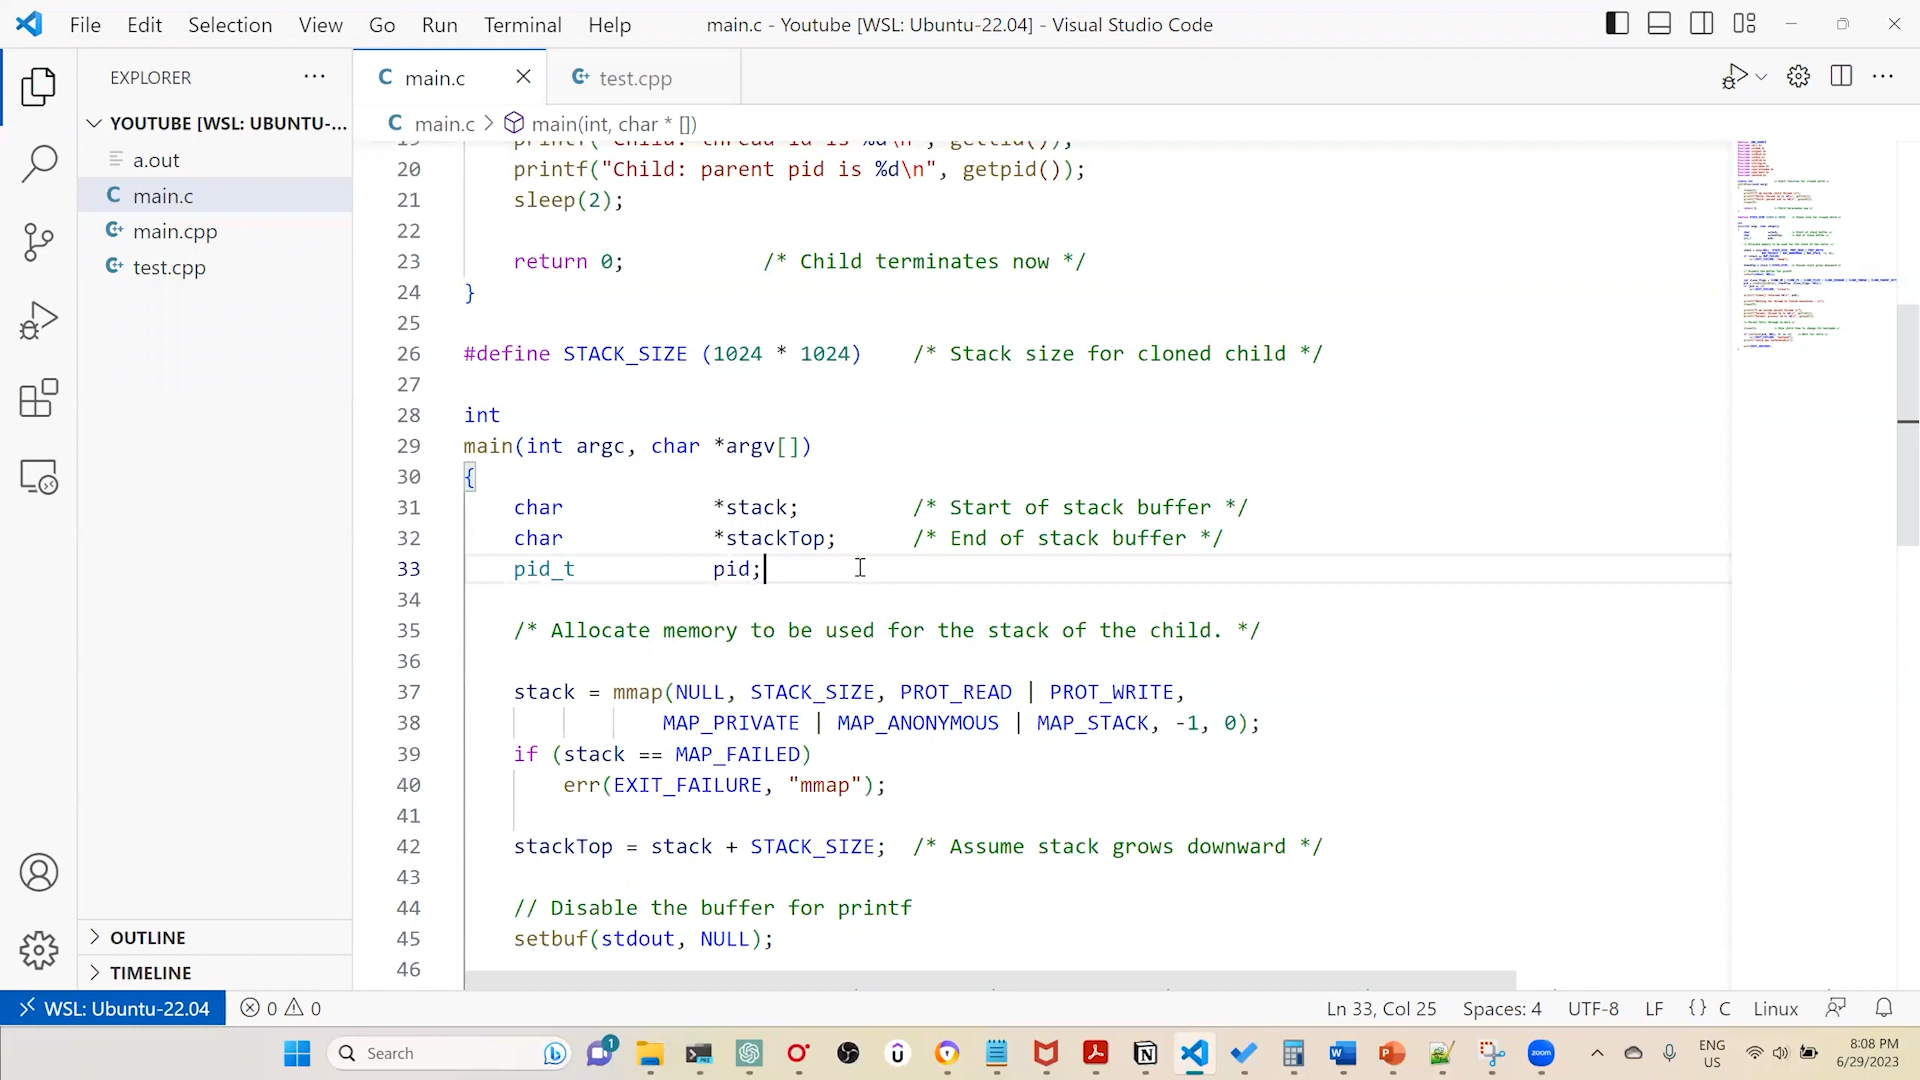 File Edit Selection View Go Run Terminal Help
main.c - Youtube [WSL: Ubuntu-22.04] - Visual Studio Code
EXPLORER
YOUTUBE [WSL: UBUNTU-...
a.out
main.c
main.cpp
test.cpp
OUTLINE
TIMELINE
main.c
test.cpp
main.c > main(int, char * [])
19 printf("Child: thread id is %d\n", gettid());
20 printf("Child: parent pid is %d\n", getpid());
21 sleep(2);
22
23 return 0; /* Child terminates now */
24 }
25
26 #define STACK_SIZE (1024 * 1024) /* Stack size for cloned child */
27
28 int
29 main(int argc, char *argv[])
30 {
31 char *stack; /* Start of stack buffer */
32 char *stackTop; /* End of stack buffer */
33 pid_t pid;
34
35 /* Allocate memory to be used for the stack of the child. */
36
37 stack = mmap(NULL, STACK_SIZE, PROT_READ | PROT_WRITE,
38 MAP_PRIVATE | MAP_ANONYMOUS | MAP_STACK, -1, 0);
39 if (stack == MAP_FAILED)
40 err(EXIT_FAILURE, "mmap");
41
42 stackTop = stack + STACK_SIZE; /* Assume stack grows downward */
43
44 // Disable the buffer for printf
45 setbuf(stdout, NULL);
46
WSL: Ubuntu-22.04 0 0
Ln 33, Col 25 Spaces: 4 UTF-8 LF {} C Linux
Search
1
zoom
ENG
US
8:08 PM
6/29/2023